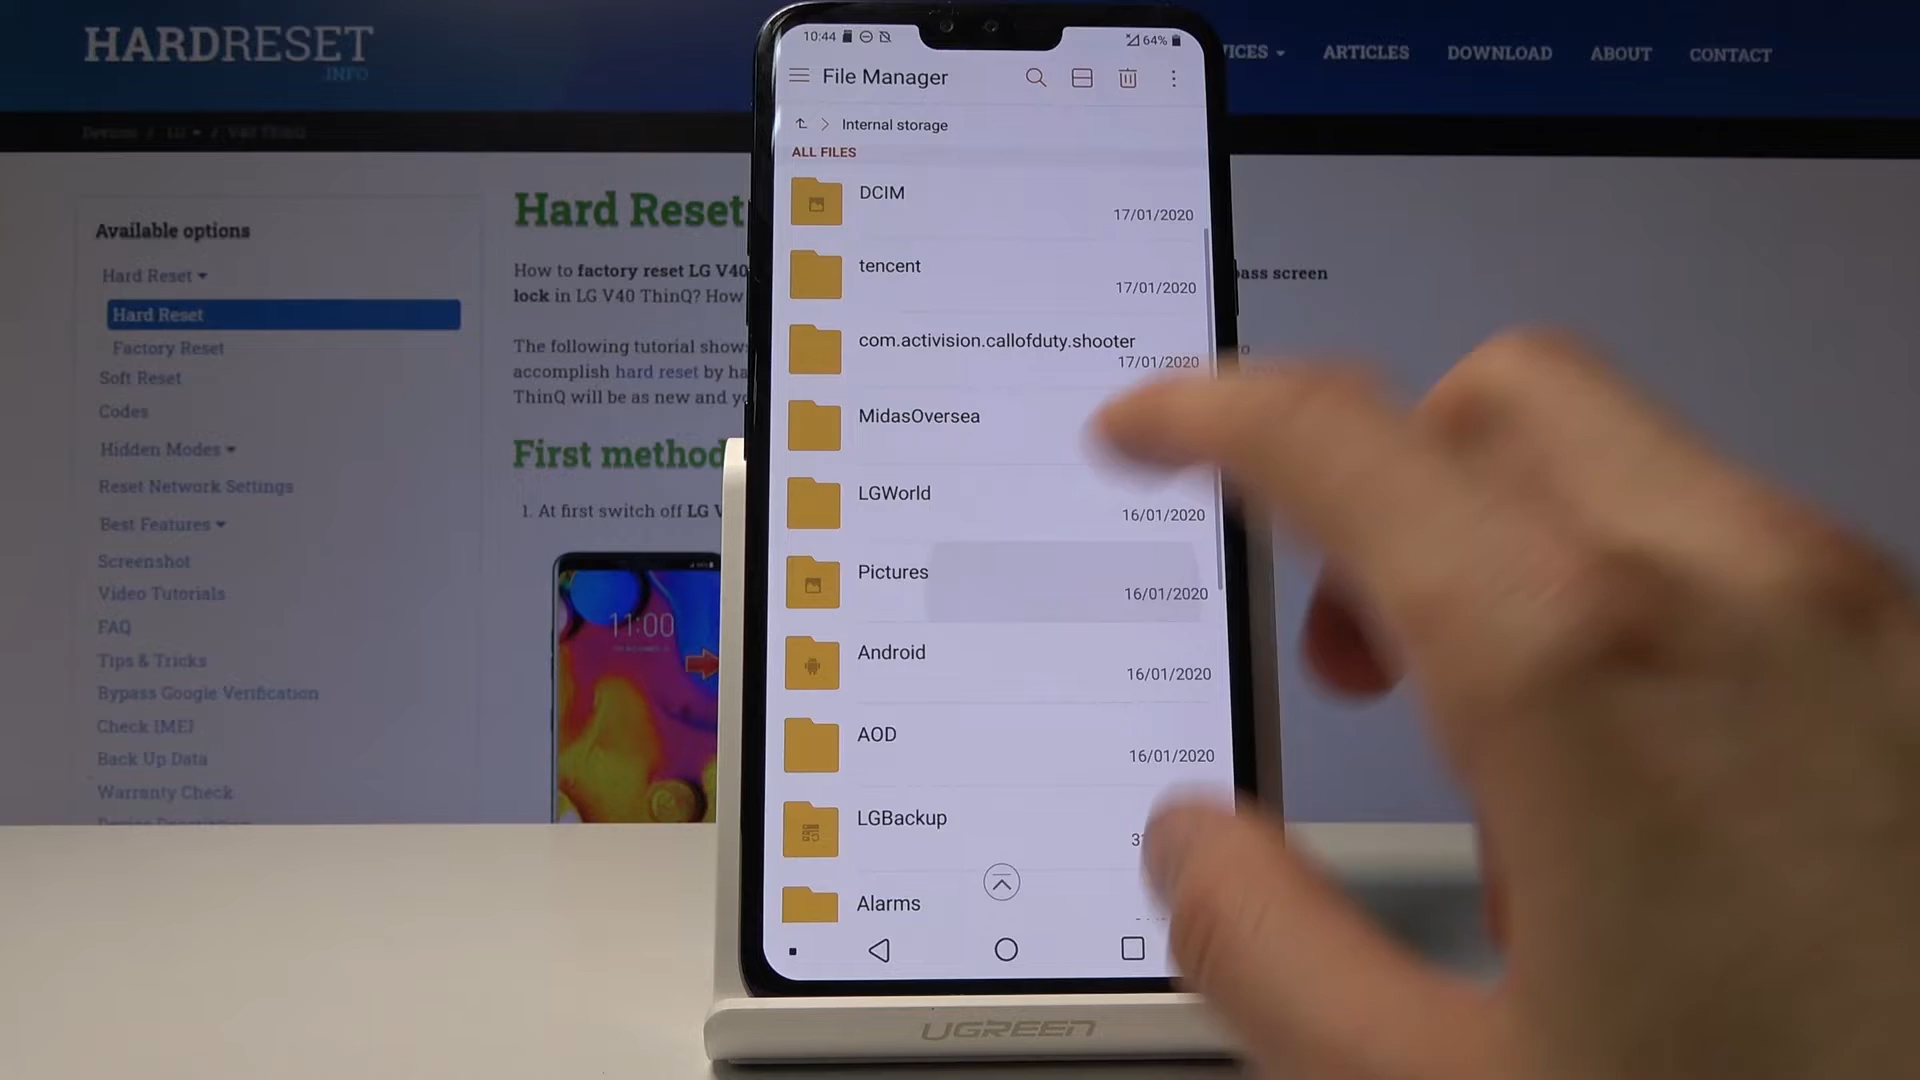 HARDRESET
INFO
ARTICLES
DOWNLOAD
ABOUT
CONTACT
Devices / LG / V40 ThinQ
Available options
Hard Reset
Hard Reset
Factory Reset
Soft Reset
Codes
Hidden Modes
Reset Network Settings
Best Features
Screenshot
Video Tutorials
FAQ
Tips & Tricks
Bypass Google Verification
Check IMEI
Back Up Data
Warranty Check
Hard Reset
How to factory reset LG V40
lock in LG V40 ThinQ? How
The following tutorial shows
accomplish hard reset by ha
ThinQ will be as new and yo
First method
1. At first switch off LG V
11:00
screen
10:44
64%
File Manager
Internal storage
ALL FILES
DCIM
17/01/2020
tencent
17/01/2020
com.activision.callofduty.shooter
17/01/2020
MidasOversea
LGWorld
16/01/2020
Pictures
16/01/2020
Android
16/01/2020
AOD
16/01/2020
LGBackup
Alarms
UGREEN